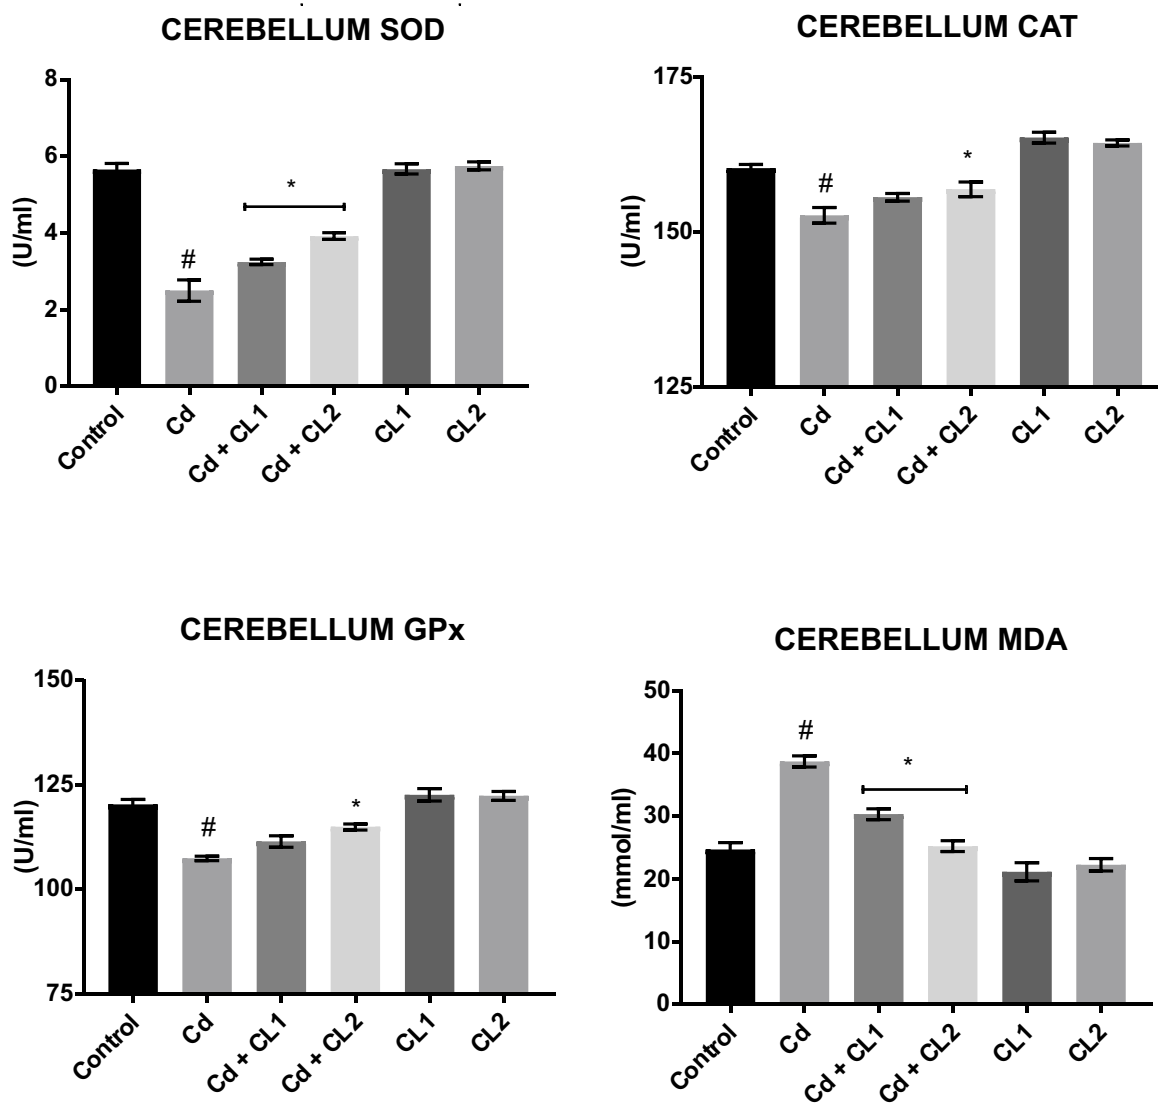 CEREBELLUM SOD
(U/ml)
8
6
4
2
0
#
*
Control
Cd
Cd + CL1
Cd + CL2
CL1
CL2
CEREBELLUM CAT
(U/ml)
175
150
125
#
*
Control
Cd
Cd + CL1
Cd + CL2
CL1
CL2
CEREBELLUM GPx
(U/ml)
150
125
100
75
#
*
Control
Cd
Cd + CL1
Cd + CL2
CL1
CL2
CEREBELLUM MDA
(mmol/ml)
50
40
30
20
10
0
#
*
Control
Cd
Cd + CL1
Cd + CL2
CL1
CL2